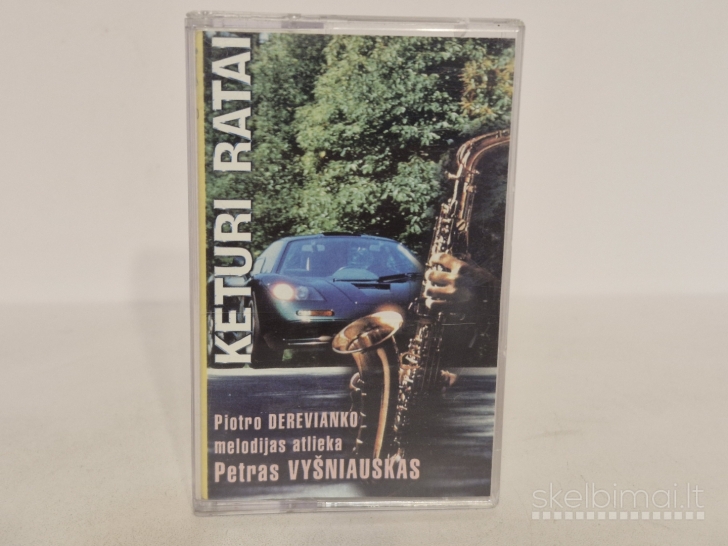 KETURI RATAI
Piotro DEREVIANKO
melodijas atlieka
Petras VYŠNIAUSKAS
skelbimai.lt